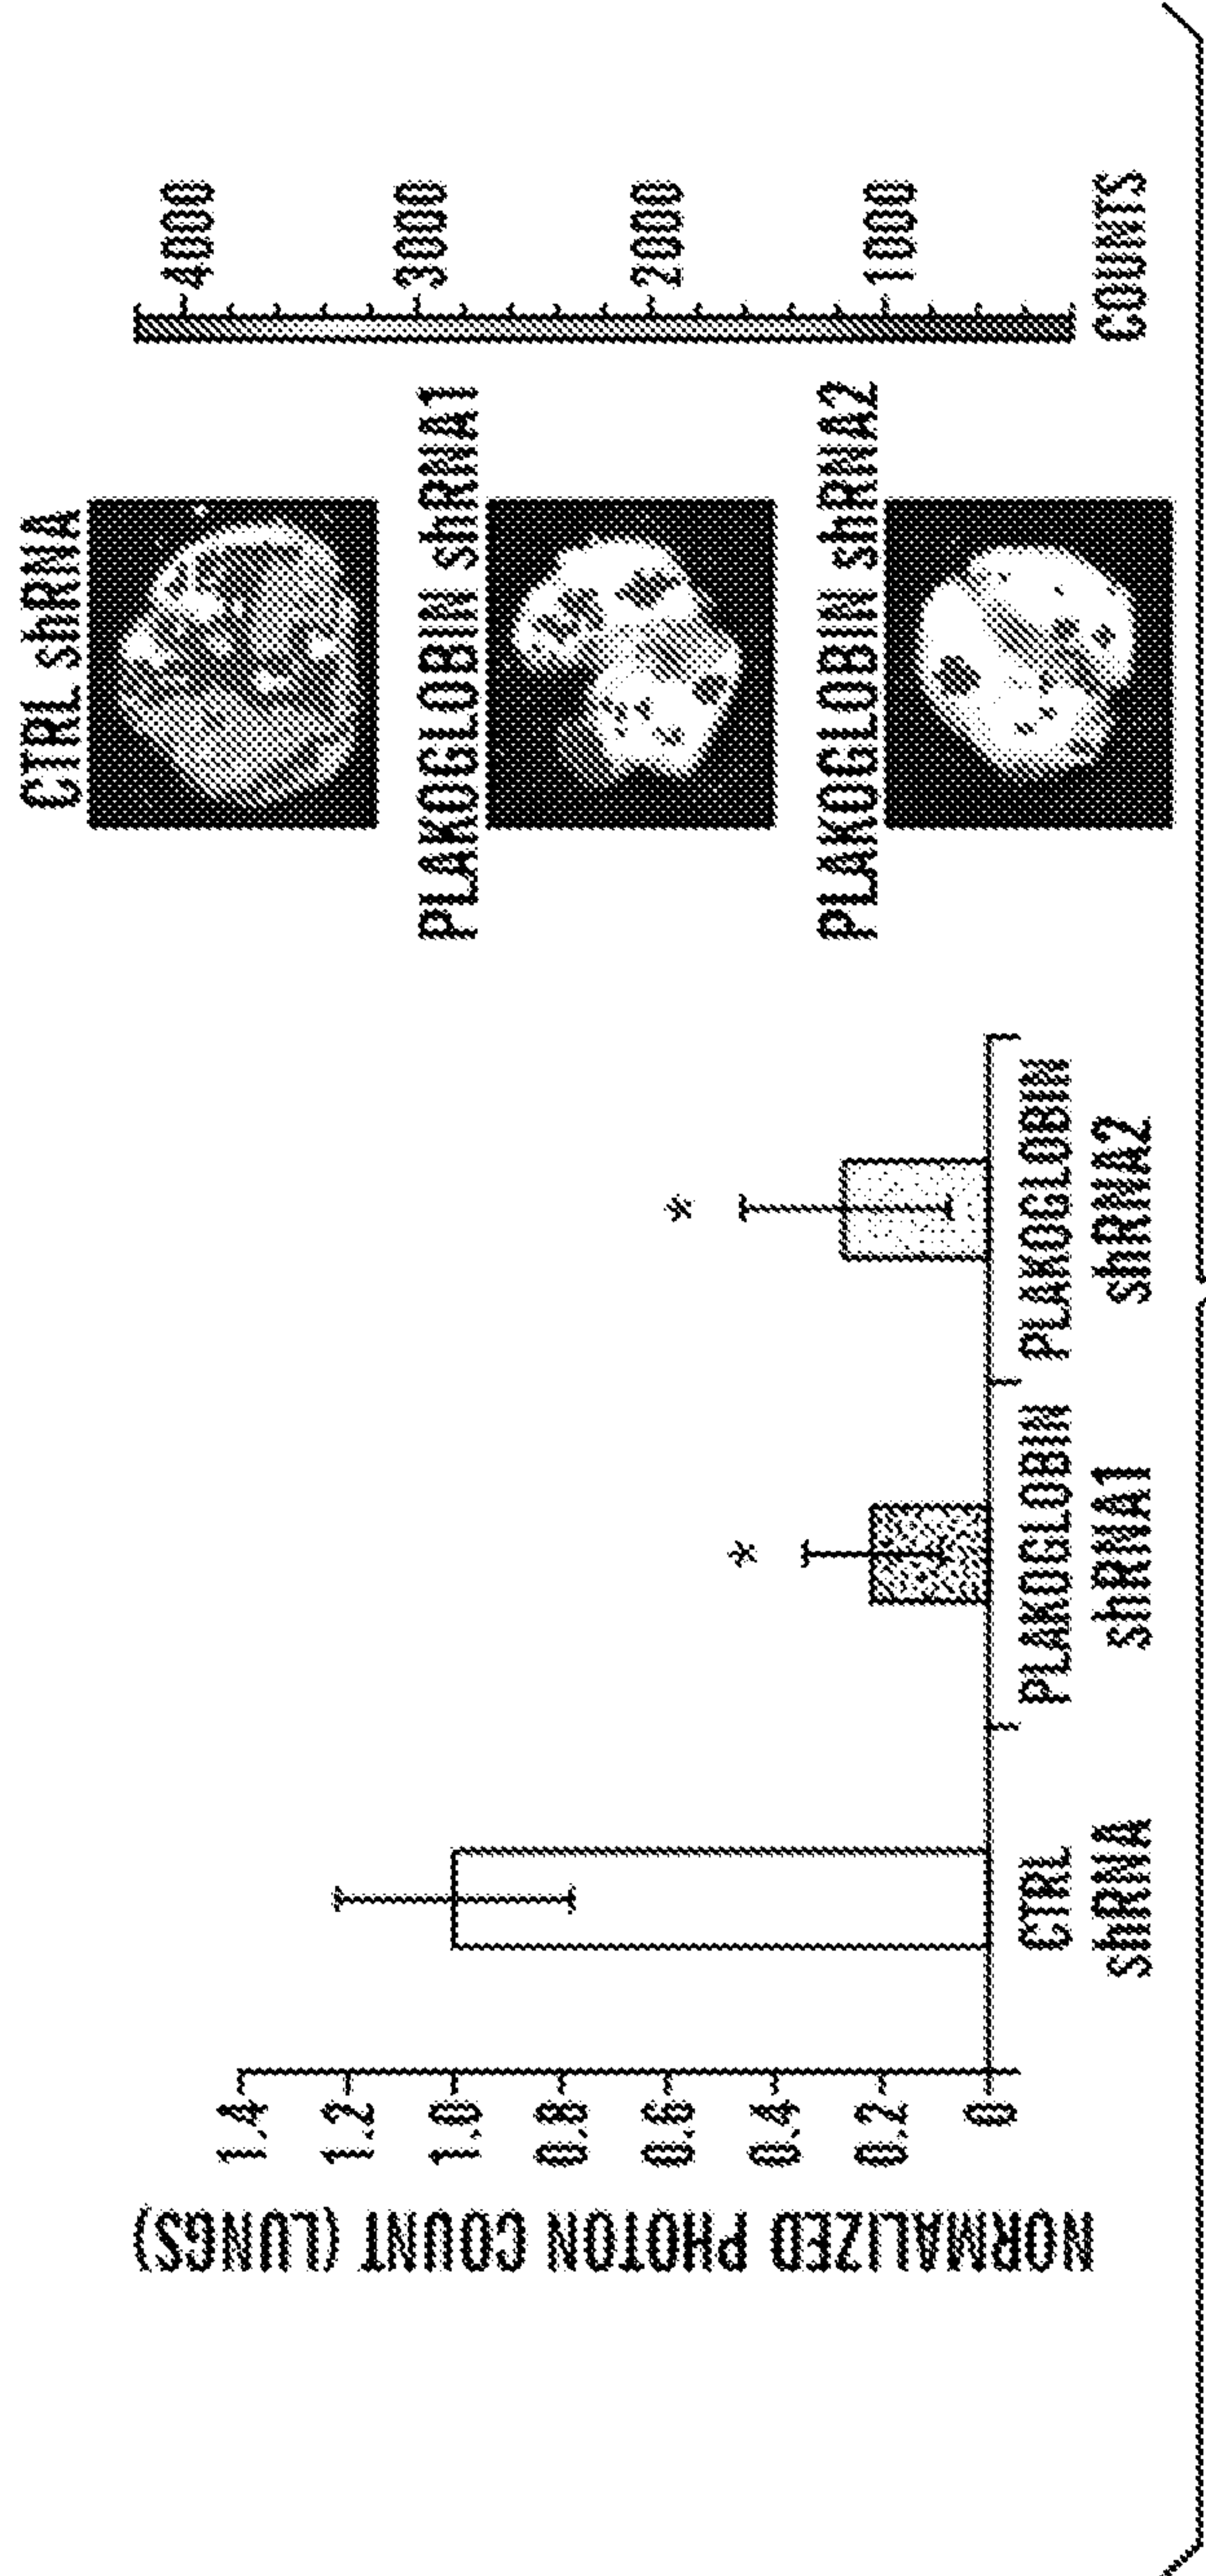 NORMALIZED PHOTON COUNT (LUNGS)
1.4
1.2
1.0
0.8
0.6
0.4
0.2
0
CTRL
shRNA
PLAKOGLOBIN
shRNA1
PLAKOGLOBIN
shRNA2
*
*
CTRL shRNA
PLAKOGLOBIN shRNA1
PLAKOGLOBIN shRNA2
4000
3000
2000
1000
COUNTS